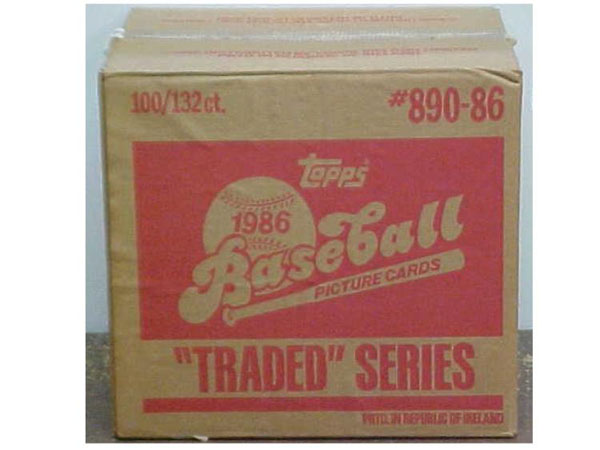 100/132 ct.
#890-86
topps
1986
Baseball
PICTURE CARDS
"TRADED" SERIES
PRTD. IN REPUBLIC OF IRELAND